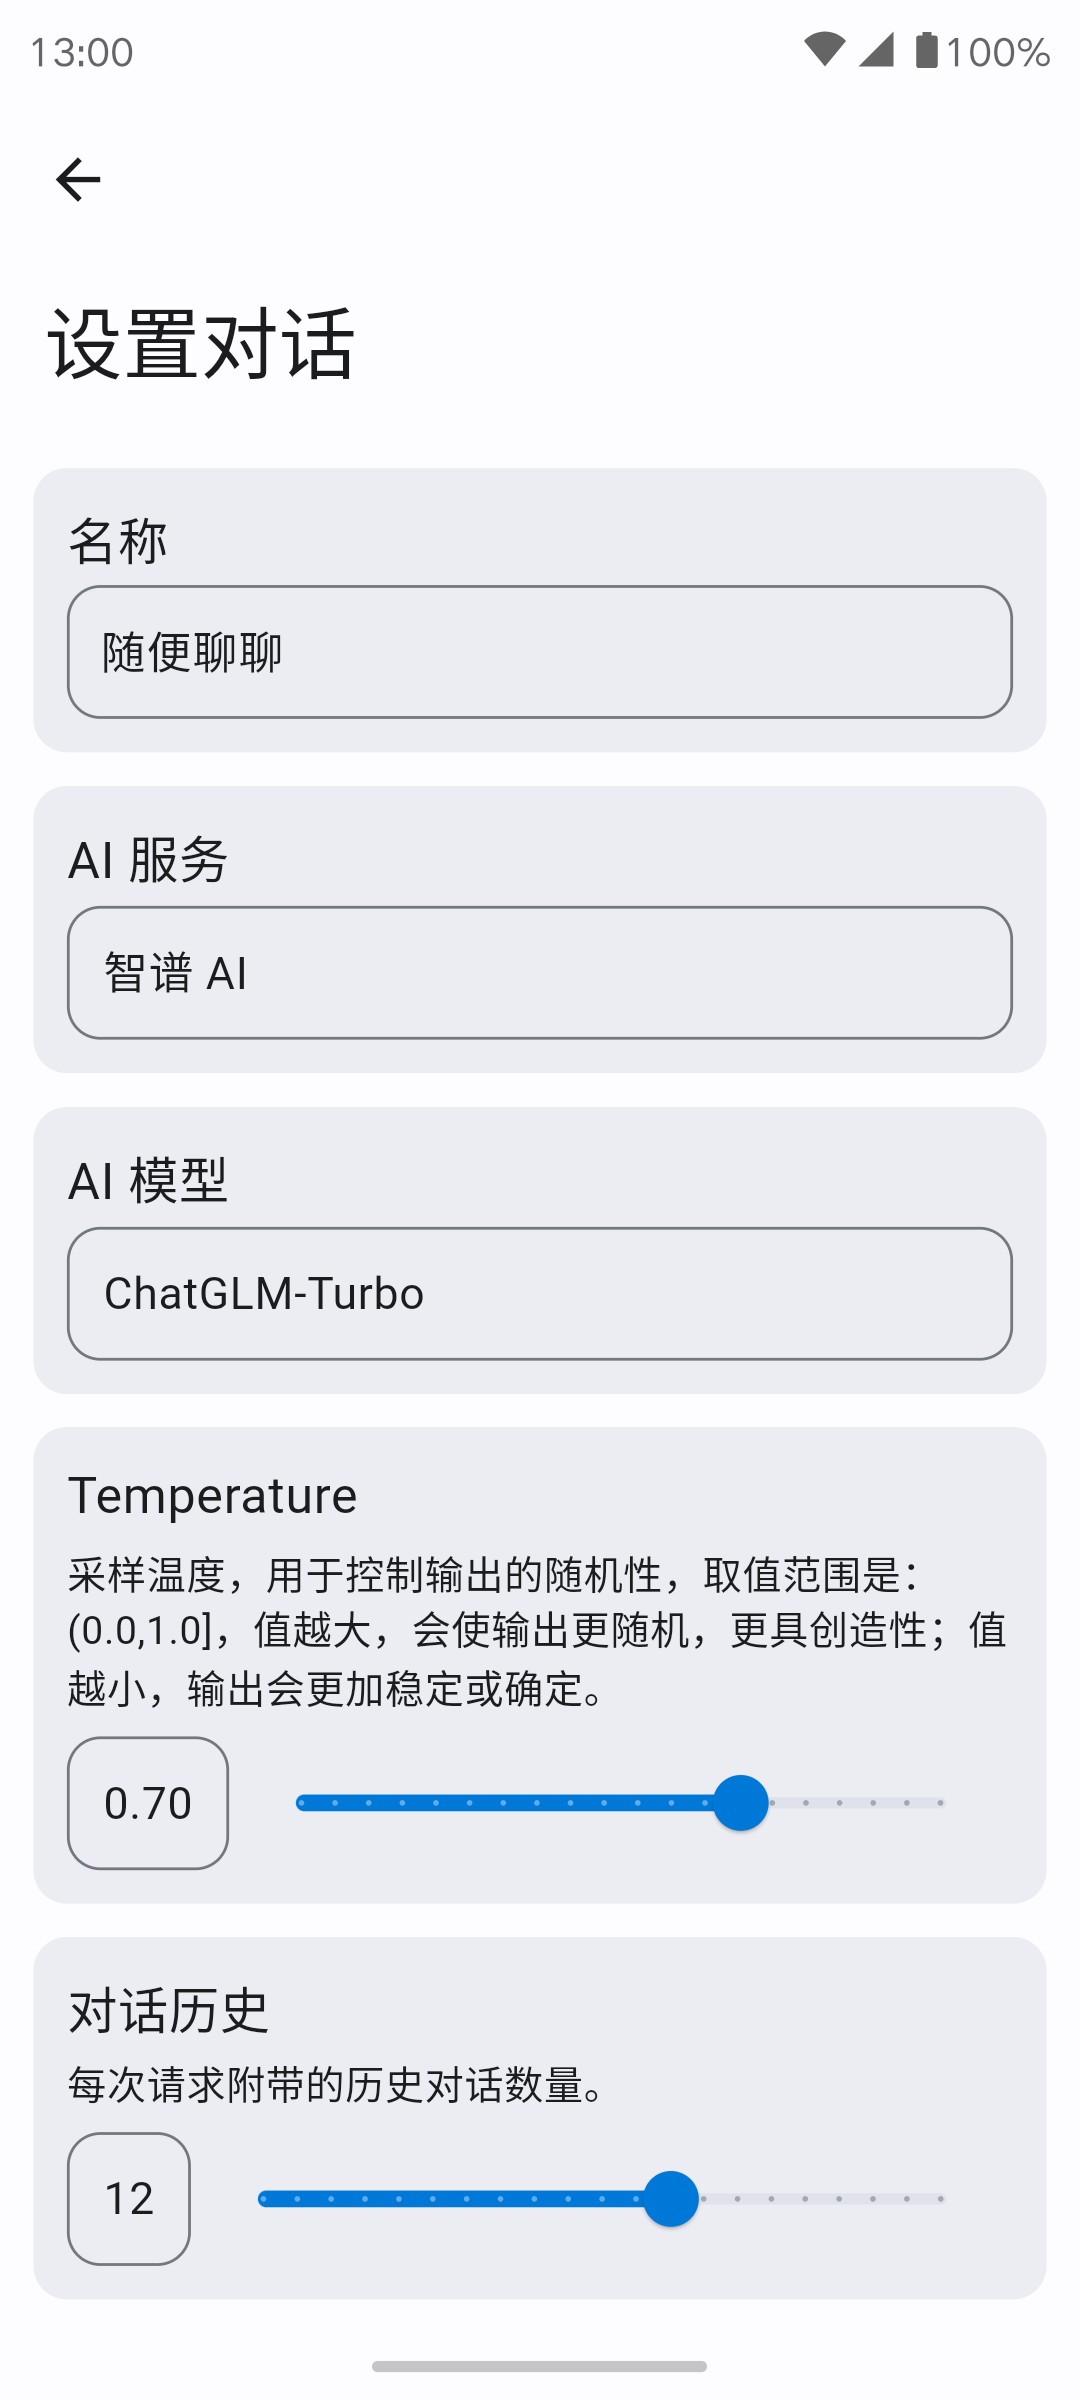 13:00
100%
设置对话
名称
随便聊聊
AI 服务
智谱 AI
AI 模型
ChatGLM-Turbo
Temperature
采样温度，用于控制输出的随机性，取值范围是：
(0.0,1.0]，值越大，会使输出更随机，更具创造性；值
越小，输出会更加稳定或确定。
0.70
对话历史
每次请求附带的历史对话数量。
12